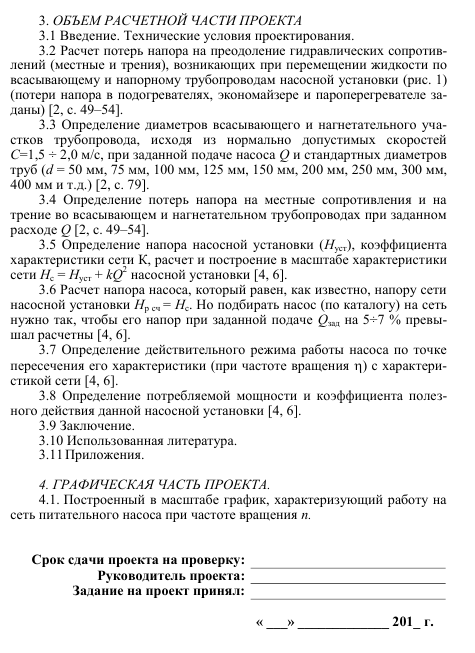 3. ОБЪЕМ РАСЧЕТНОЙ ЧАСТИ ПРОЕКТА
3.1 Введение. Технические условия проектирования.
3.2 Расчет потерь напора на преодоление гидравлических сопротив-
лений (местные и трения), возникающих при перемещении жидкости по
всасывающему и напорному трубопроводам насосной установки (рис. 1)
(потери напора в подогревателях, экономайзере и пароперегревателе за-
даны) [2, с. 49–54].
3.3 Определение диаметров всасывающего и нагнетательного уча-
стков трубопровода, исходя из нормально допустимых скоростей
C=1,5 ÷ 2,0 м/с, при заданной подаче насоса Q и стандартных диаметров
труб (d = 50 мм, 75 мм, 100 мм, 125 мм, 150 мм, 200 мм, 250 мм, 300 мм,
400 мм и т.д.) [2, с. 79].
3.4 Определение потерь напора на местные сопротивления и на
трение во всасывающем и нагнетательном трубопроводах при заданном
расходе Q [2, с. 49–54].
3.5 Определение напора насосной установки (Hуст), коэффициента
характеристики сети К, расчет и построение в масштабе характеристики
сети Hс = Hуст + kQ² насосной установки [4, 6].
3.6 Расчет напора насоса, который равен, как известно, напору сети
насосной установки Hр сч = Hс. Но подбирать насос (по каталогу) на сеть
нужно так, чтобы его напор при заданной подаче Qзад на 5÷7 % превы-
шал расчетны [4, 6].
3.7 Определение действительного режима работы насоса по точке
пересечения его характеристики (при частоте вращения η) с характери-
стикой сети [4, 6].
3.8 Определение потребляемой мощности и коэффициента полез-
ного действия данной насосной установки [4, 6].
3.9 Заключение.
3.10 Использованная литература.
3.11 Приложения.
4. ГРАФИЧЕСКАЯ ЧАСТЬ ПРОЕКТА.
4.1. Построенный в масштабе график, характеризующий работу на
сеть питательного насоса при частоте вращения n.
Срок сдачи проекта на проверку: ____________________
Руководитель проекта: ____________________
Задание на проект принял: ____________________
« ___» _____________ 201_ г.